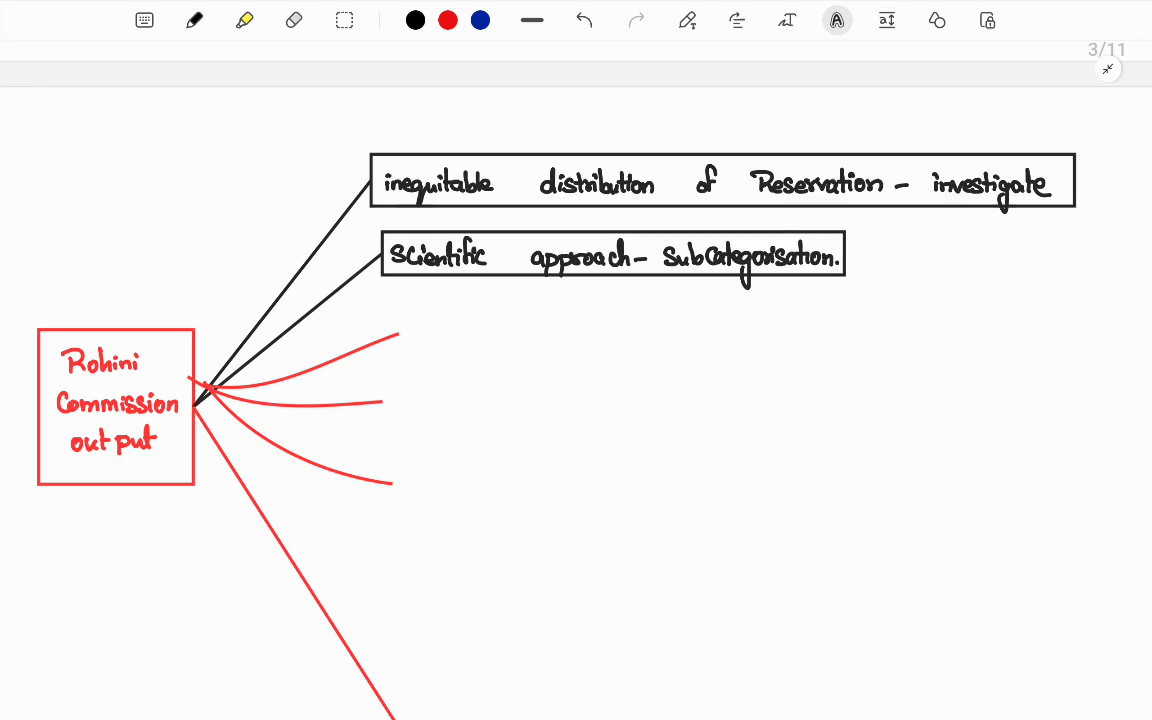 3/11
inequitable distribution of Reservation - investigate
Scientific approach - Subcategorisation.
Rohini
Commission
output